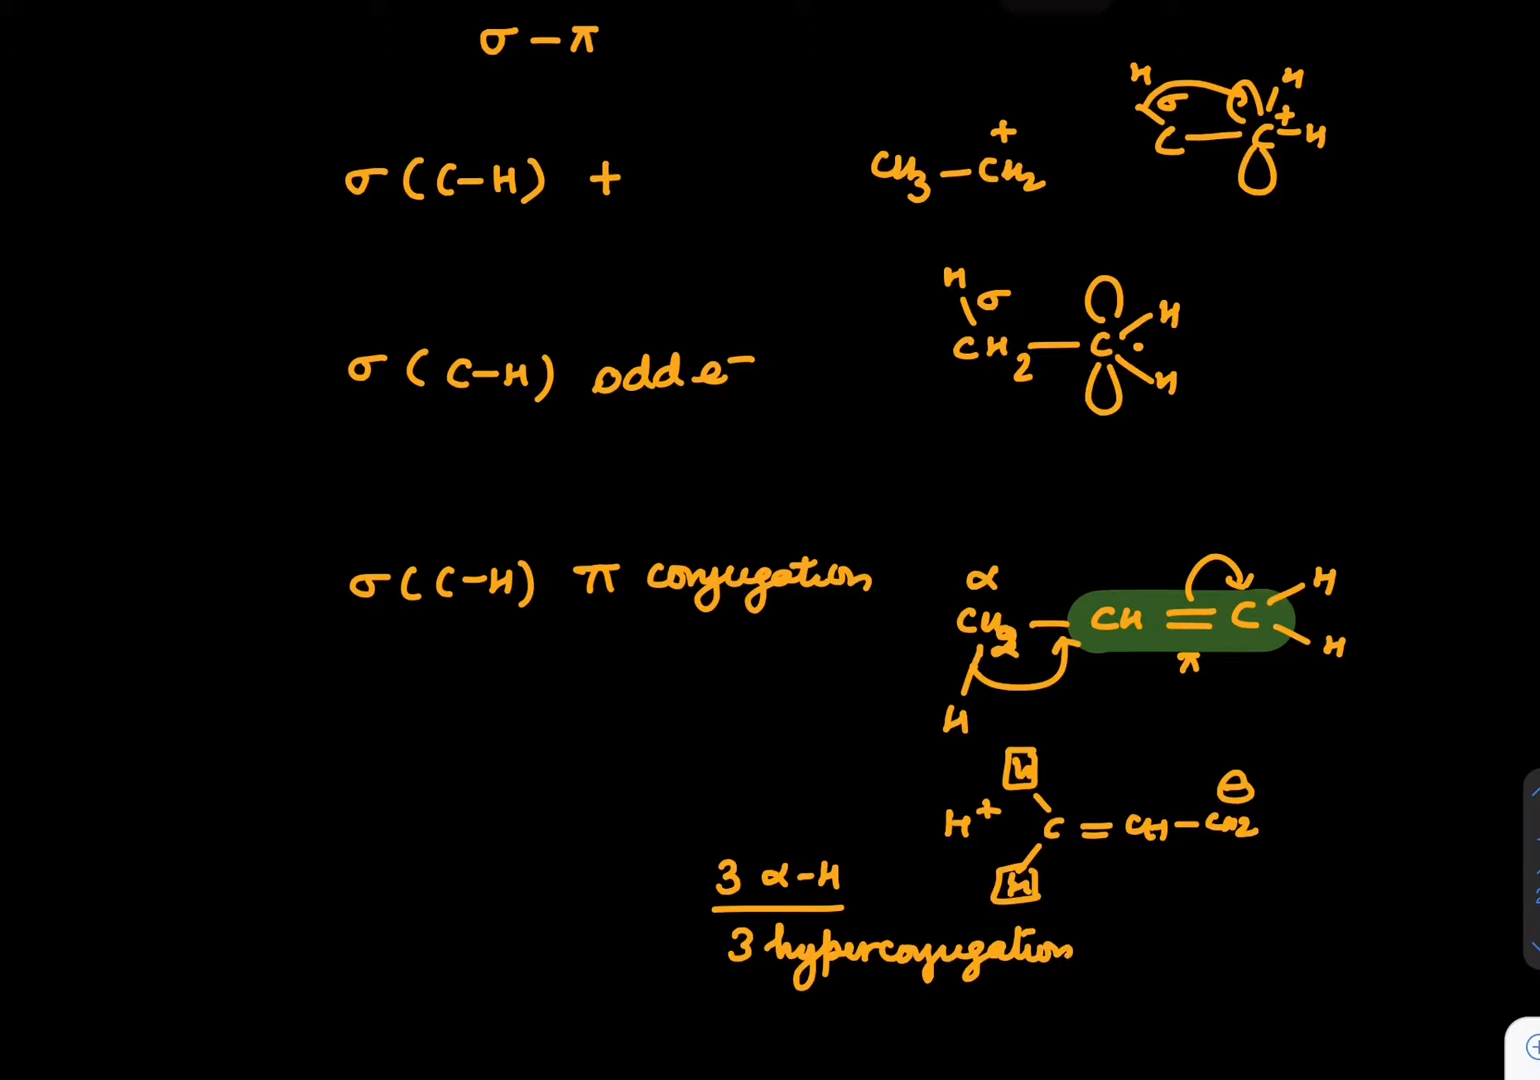 σ – π
σ (C–H) +
CH₃ – CH₂
+
H
σ
C – C – H
+
H
σ (C–H) odd e⁻
H
σ
CH₂ – C · H
H
σ (C–H) π conjugation
α
CH₂ – CH = C
H
H
π
H
H
H⁺ C = CH – CH₂
⊖
H
3 α–H
3 hyperconjugation